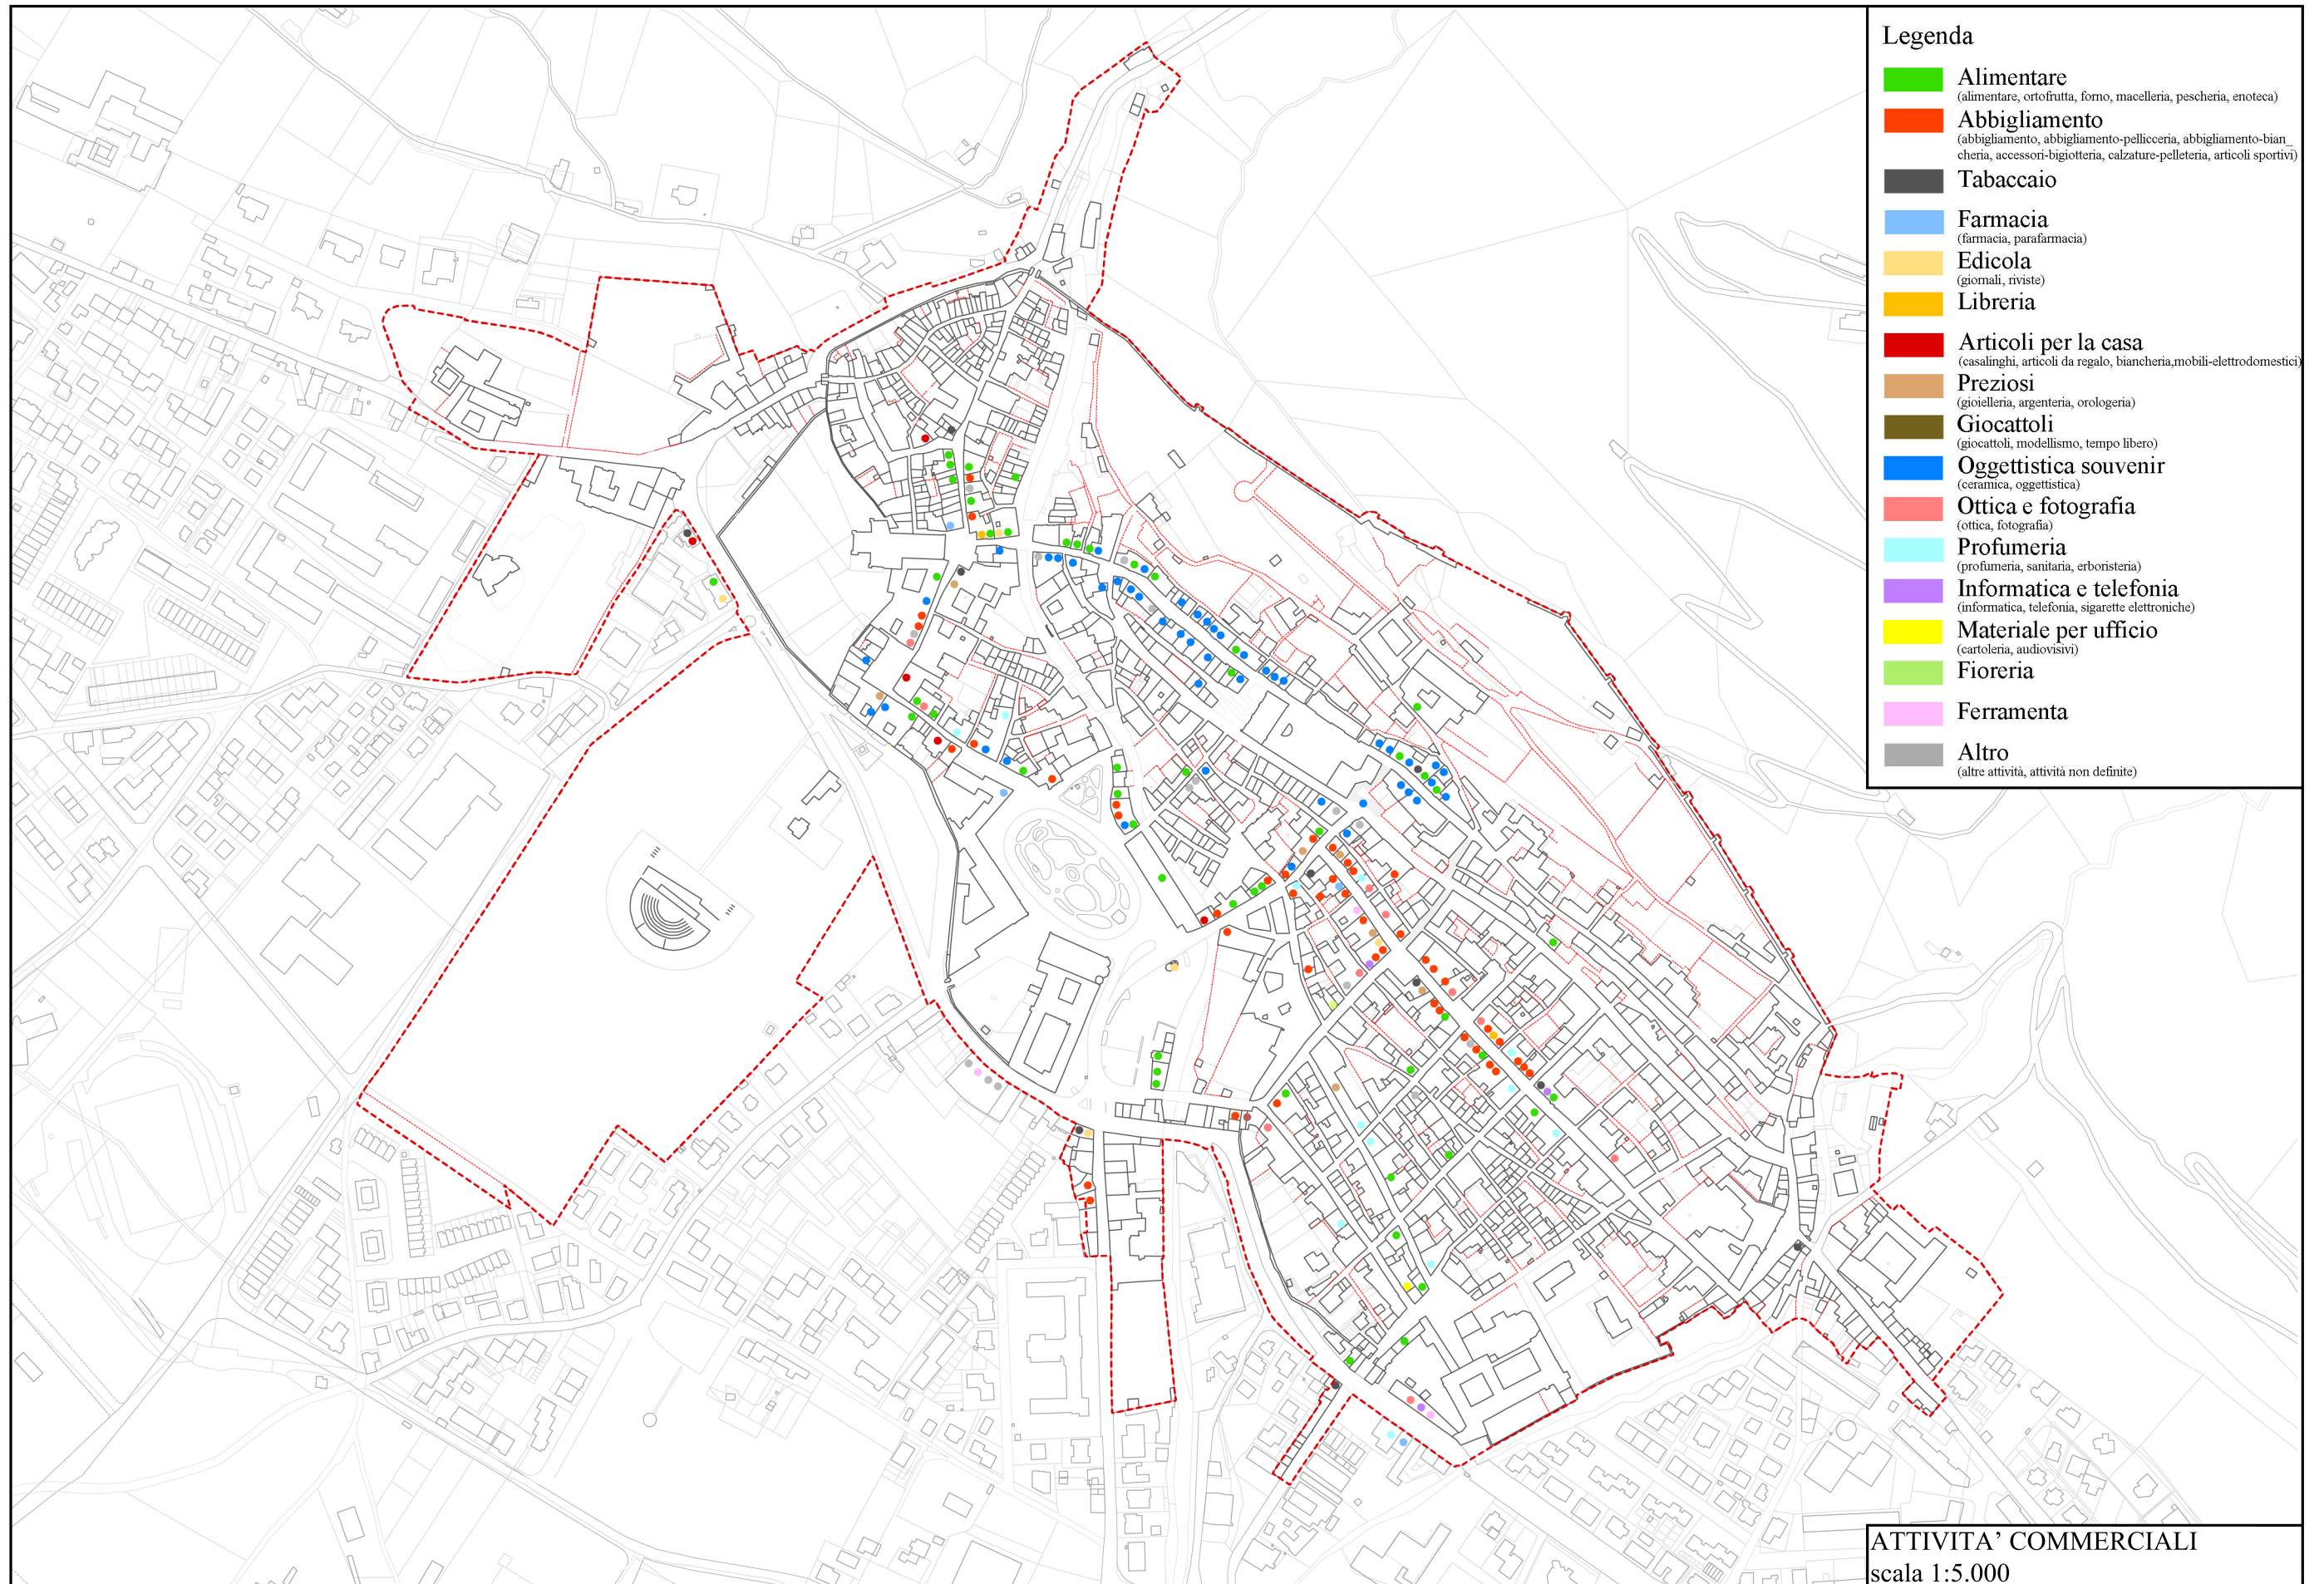 Legenda
Alimentare
(alimentare, ortofrutta, forno, macelleria, pescheria, enoteca)
Abbigliamento
(abbigliamento, abbigliamento-pellicceria, abbigliamento-bian_
cheria, accessori-bigiotteria, calzature-pelleteria, articoli sportivi)
Tabaccaio
Farmacia
(farmacia, parafarmacia)
Edicola
(giornali, riviste)
Libreria
Articoli per la casa
(casalinghi, articoli da regalo, biancheria,mobili-elettrodomestici)
Preziosi
(gioielleria, argenteria, orologeria)
Giocattoli
(giocattoli, modellismo, tempo libero)
Oggettistica souvenir
(ceramica, oggettistica)
Ottica e fotografia
(ottica, fotografia)
Profumeria
(profumeria, sanitaria, erboristeria)
Informatica e telefonia
(informatica, telefonia, sigarette elettroniche)
Materiale per ufficio
(cartoleria, audiovisivi)
Fioreria
Ferramenta
Altro
(altre attività, attività non definite)
ATTIVITA' COMMERCIALI
scala 1:5.000